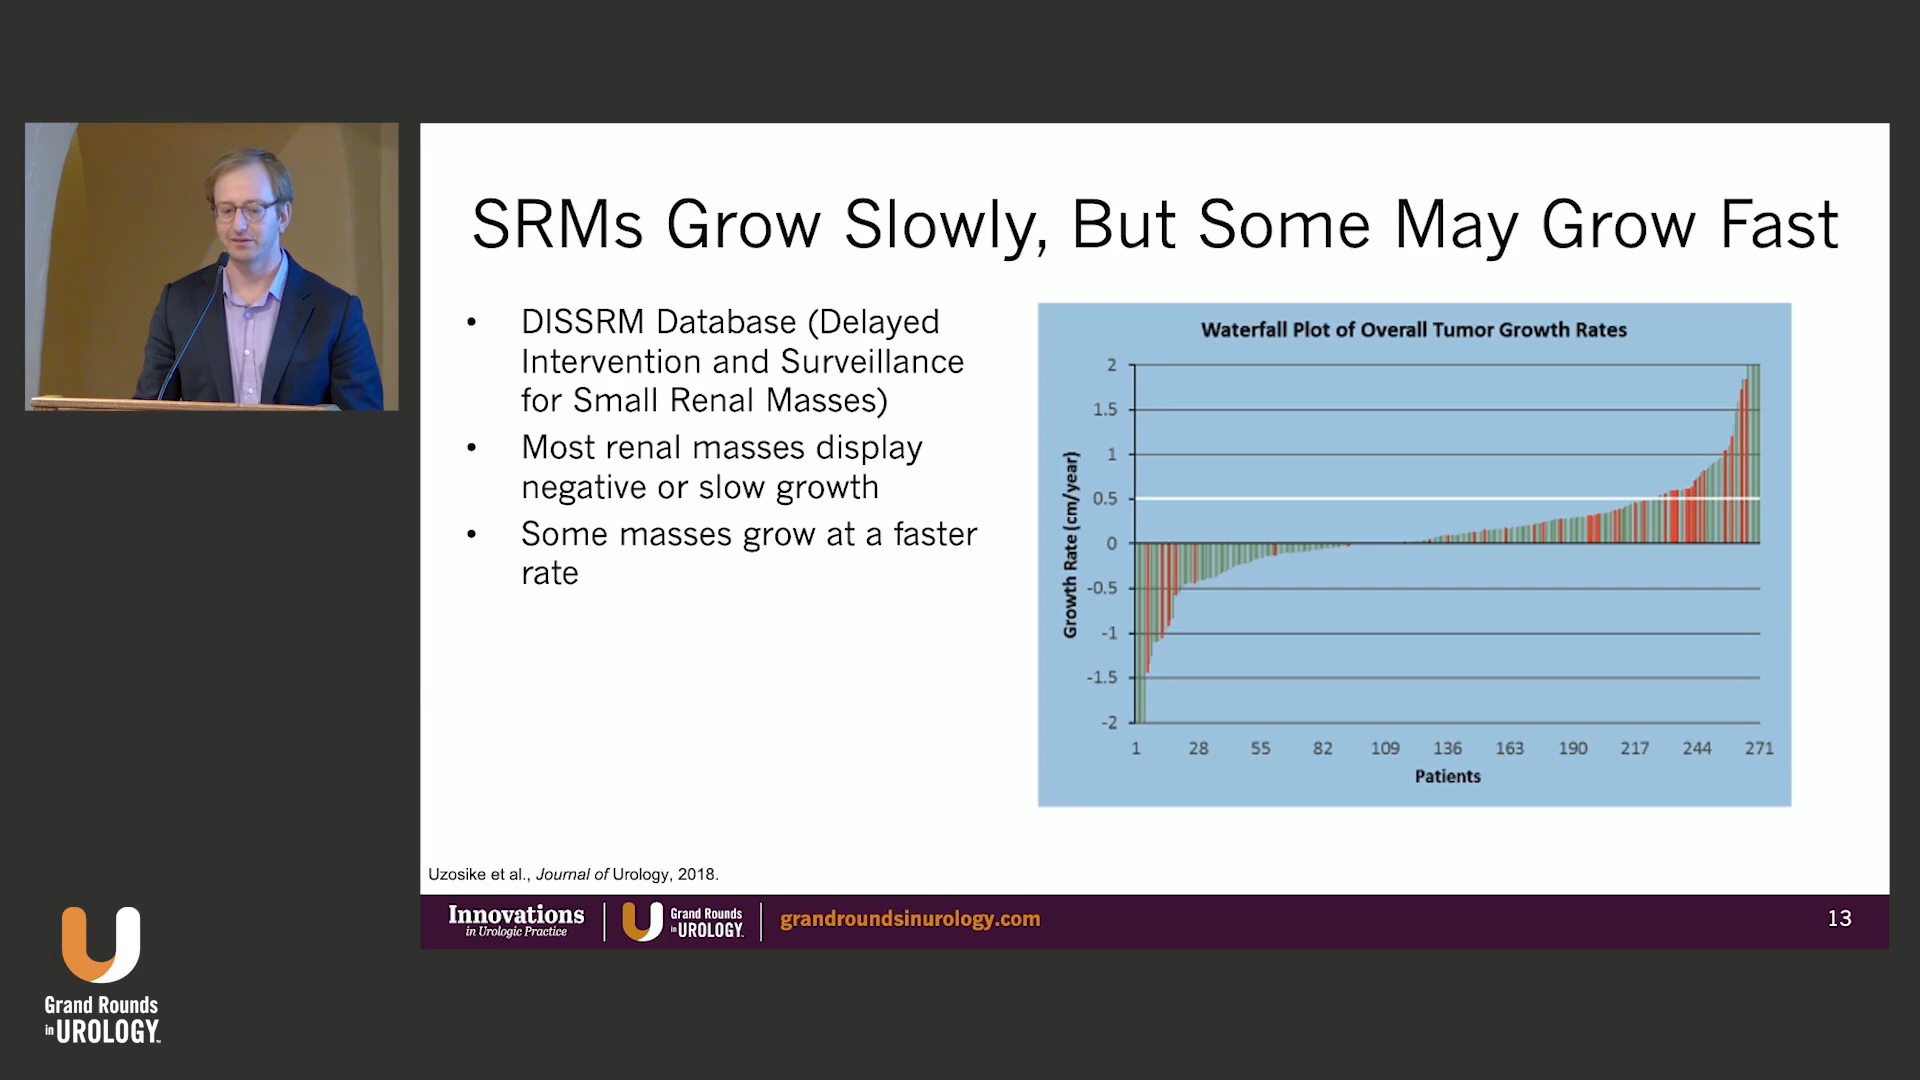 SRMs Grow Slowly, But Some May Grow Fast
• DISSRM Database (Delayed
Intervention and Surveillance
for Small Renal Masses)
• Most renal masses display
negative or slow growth
• Some masses grow at a faster
rate
Waterfall Plot of Overall Tumor Growth Rates
Growth Rate (cm/year)
2
1.5
1
0.5
0
-0.5
-1
-1.5
-2
1 28 55 82 109 136 163 190 217 244 271
Patients
Uzosike et al., Journal of Urology, 2018.
Innovations
in Urologic Practice
Grand Rounds
in UROLOGY™
grandroundsinurology.com
13
Grand Rounds
in UROLOGY™